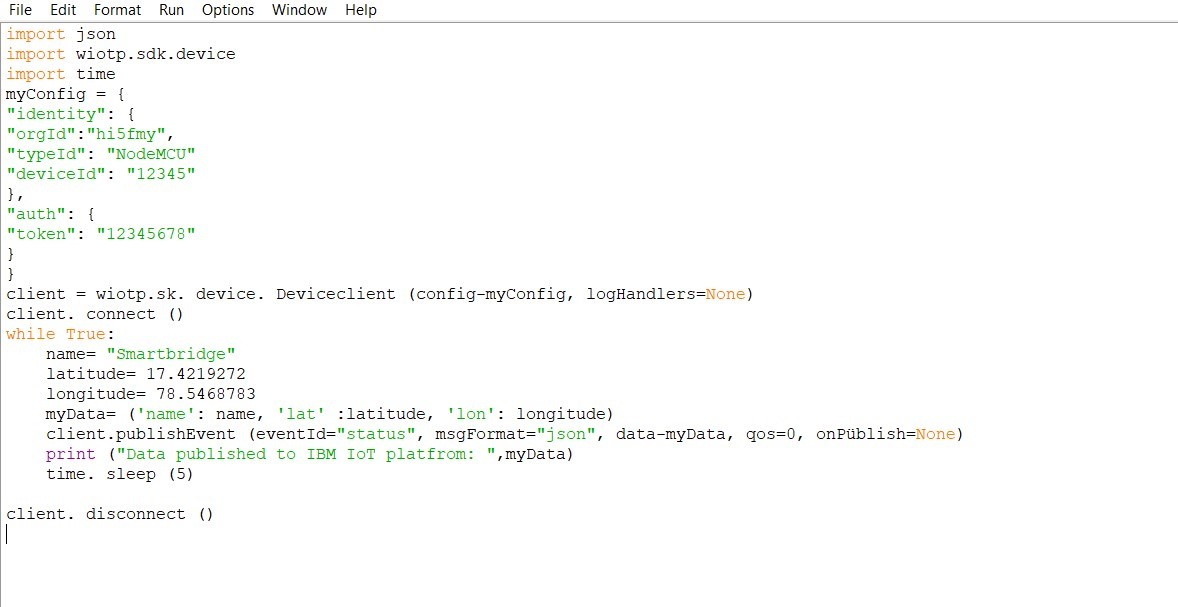 File Edit Format Run Options Window Help
import json
import wiotp.sdk.device
import time
myConfig = {
"identity": {
"orgId":"hi5fmy",
"typeId": "NodeMCU"
"deviceId": "12345"
},
"auth": {
"token": "12345678"
}
}
client = wiotp.sk. device. Deviceclient (config-myConfig, logHandlers=None)
client. connect ()
while True:
    name= "Smartbridge"
    latitude= 17.4219272
    longitude= 78.5468783
    myData= ('name': name, 'lat' :latitude, 'lon': longitude)
    client.publishEvent (eventId="status", msgFormat="json", data-myData, qos=0, onPüblish=None)
    print ("Data published to IBM IoT platfrom: ",myData)
    time. sleep (5)
client. disconnect ()